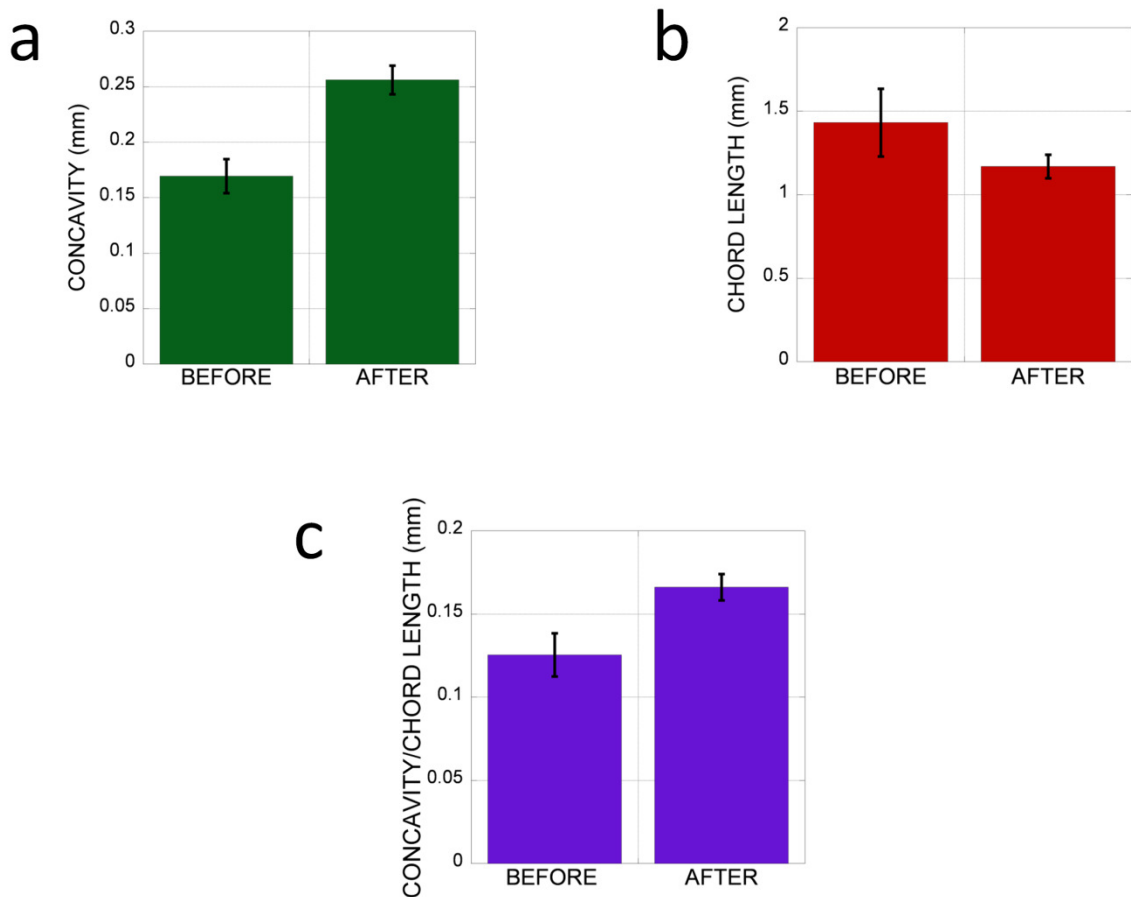 a
CONCAVITY (mm)
0.3
0.25
0.2
0.15
0.1
0.05
0
BEFORE AFTER
b
CHORD LENGTH (mm)
2
1.5
1
0.5
0
BEFORE AFTER
c
CONCAVITY/CHORD LENGTH (mm)
0.2
0.15
0.1
0.05
0
BEFORE AFTER